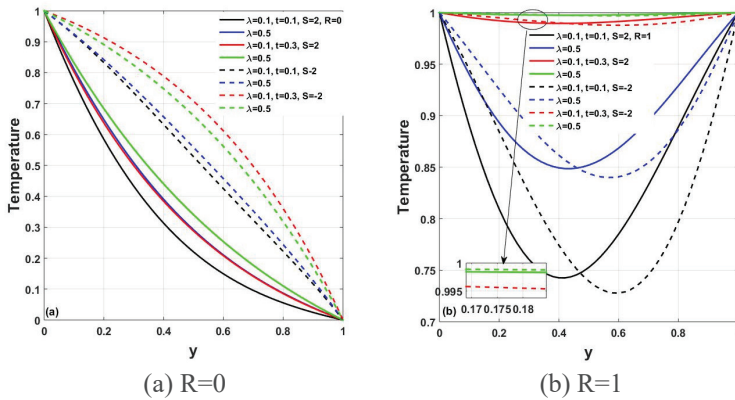 λ=0.1, t=0.1, S=2, R=0
λ=0.5
λ=0.1, t=0.3, S=2
λ=0.5
λ=0.1, t=0.1, S-2
λ=0.5
λ=0.1, t=0.3, S=-2
λ=0.5
1
0.9
0.8
0.7
0.6
0.5
0.4
0.3
0.2
0.1
0
Temperature
(a)
0 0.2 0.4 0.6 0.8 1
y
(a) R=0
λ=0.1, t=0.1, S=2, R=1
λ=0.5
λ=0.1, t=0.3, S=2
λ=0.5
λ=0.1, t=0.1, S=-2
λ=0.5
λ=0.1, t=0.3, S=-2
λ=0.5
1
0.95
0.9
0.85
0.8
0.75
0.7
Temperature
1
0.995
0.17 0.175 0.18
(b)
0 0.2 0.4 0.6 0.8
y
(b) R=1